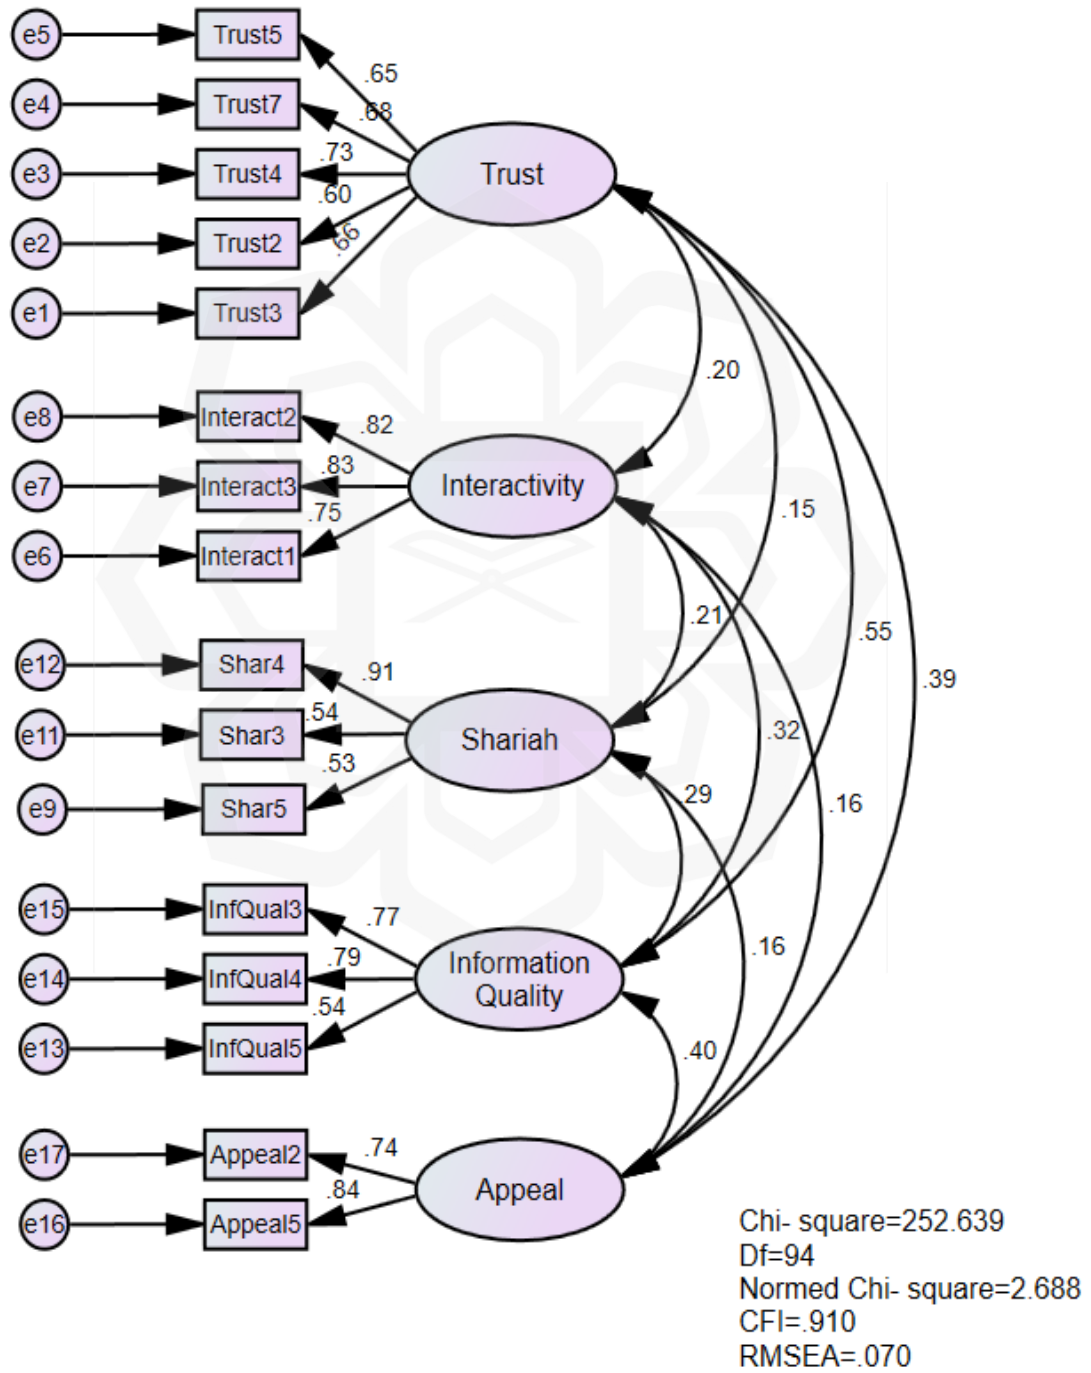 e5 Trust5
.65
e4 Trust7
.68
e3 Trust4
.73
Trust
e2 Trust2
.60
e1 Trust3
.66
.20
e8 Interact2
.82
e7 Interact3
.83
Interactivity
e6 Interact1
.75
.15
.21
.55
e12 Shar4
.91
.39
e11 Shar3
.54
Shariah
.32
e9 Shar5
.53
.29
.16
e15 InfQual3
.77
.16
e14 InfQual4
.79
Information
Quality
e13 InfQual5
.54
.40
e17 Appeal2
.74
Appeal
e16 Appeal5
.84
Chi- square=252.639
Df=94
Normed Chi- square=2.688
CFI=.910
RMSEA=.070